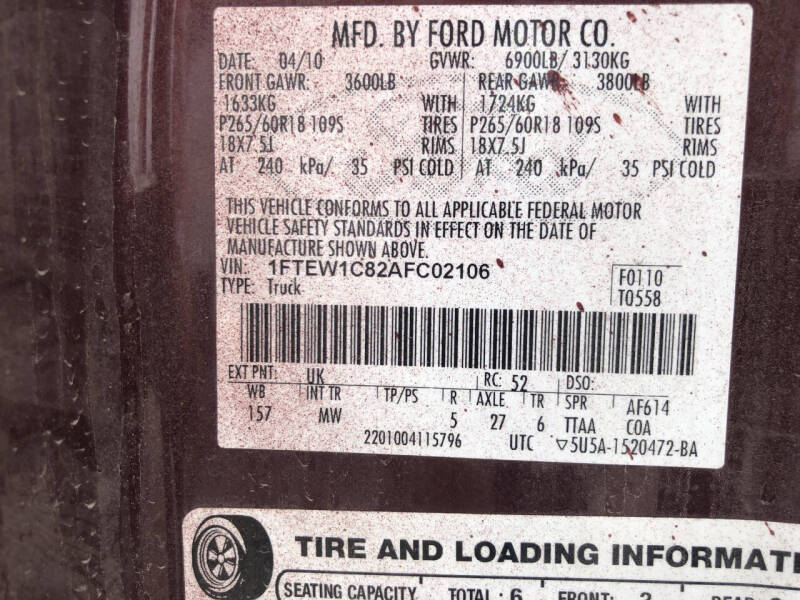 MFD. BY FORD MOTOR CO.
DATE: 04/10 GVWR: 6900LB/ 3130KG
FRONT GAWR: 3600LB REAR GAWR: 3800LB
1633KG WITH 1724KG WITH
P265/60R18 109S TIRES P265/60R18 109S TIRES
18X7.5J RIMS 18X7.5J RIMS
AT 240 kPa/ 35 PSI COLD AT 240 kPa/ 35 PSI COLD
THIS VEHICLE CONFORMS TO ALL APPLICABLE FEDERAL MOTOR
VEHICLE SAFETY STANDARDS IN EFFECT ON THE DATE OF
MANUFACTURE SHOWN ABOVE.
VIN: 1FTEW1C82AFC02106 F0110
TYPE: Truck T0558
EXT PNT: UK RC: 52 DSO:
WB INT TR TP/PS R AXLE TR SPR AF614
157 MW 5 27 6 TTAA COA
2201004115796 UTC ▽5U5A-1520472-BA
TIRE AND LOADING INFORMATI
SEATING CAPACITY TOTAL: 6 FRONT: